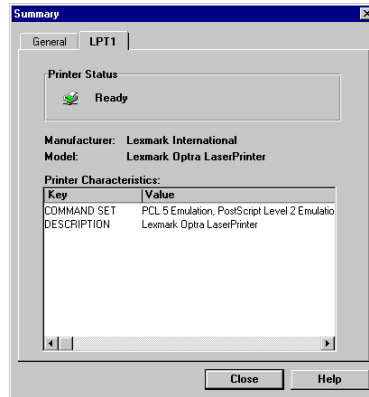 Summary
General LPT1
Printer Status
Ready
Manufacturer: Lexmark International
Model: Lexmark Optra LaserPrinter
Printer Characteristics:
Key Value
COMMAND SET PCL 5 Emulation, PostScript Level 2 Emulatio
DESCRIPTION Lexmark Optra LaserPrinter
Close Help